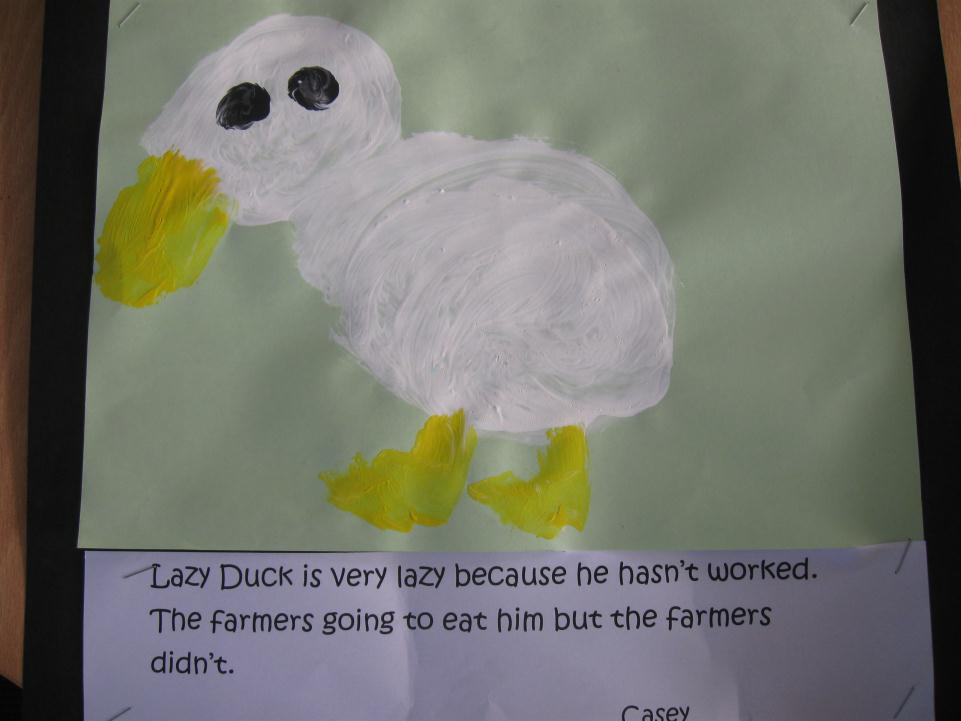 Lazy Duck is very lazy because he hasn't worked.
The farmers going to eat him but the farmers
didn't.
Casey